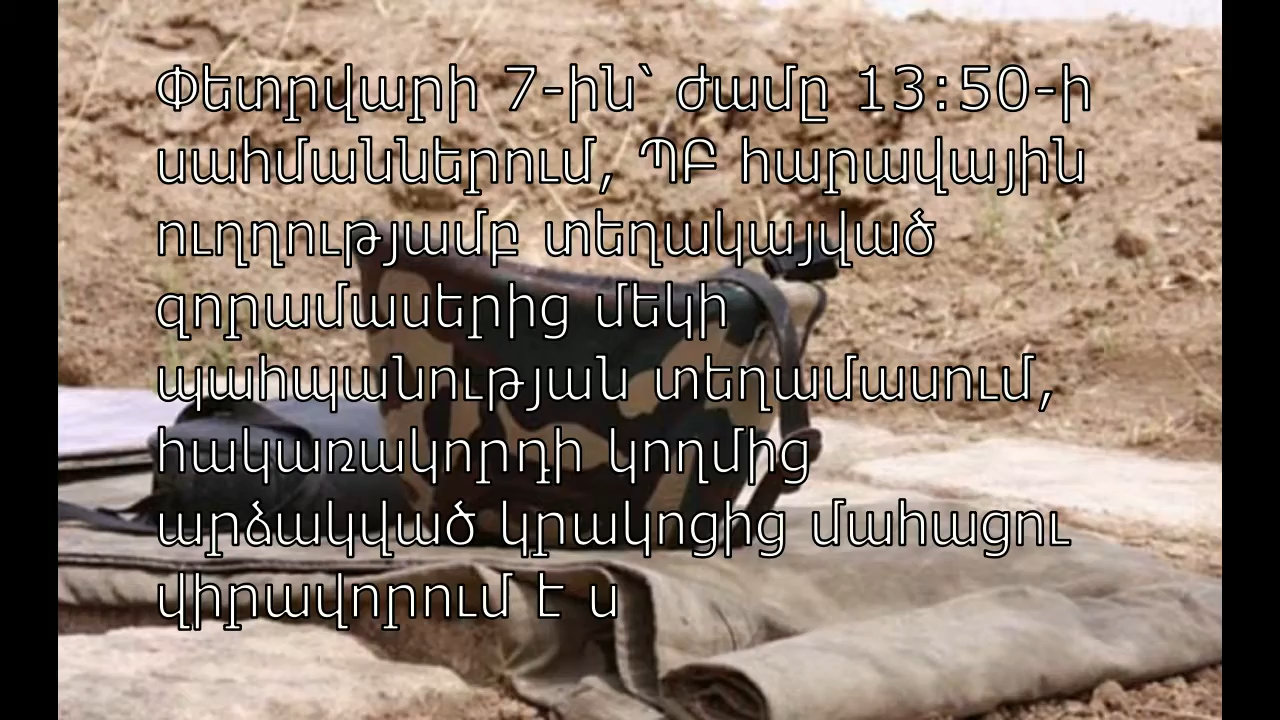 Փետրվարի 7-ին՝ ժամը 13:50-ի
սահմաններում, ՊԲ հարավային
ուղղությամբ տեղակայված
զորամասերից մեկի
պահպանության տեղամասում,
հակառակորդի կողմից
արձակված կրակոցից մահացու
վիրավորում է ս